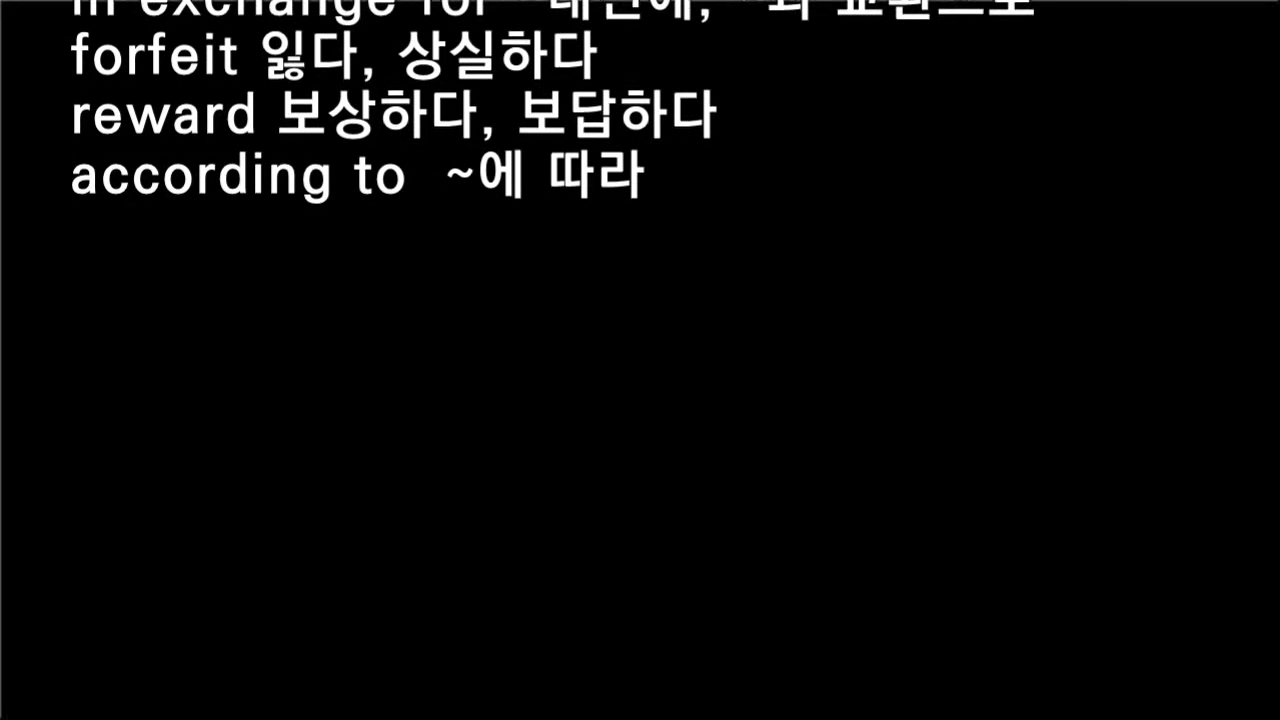 in exchange for ~대신에, ~와 교환으로
forfeit 잃다, 상실하다
reward 보상하다, 보답하다
according to ~에 따라